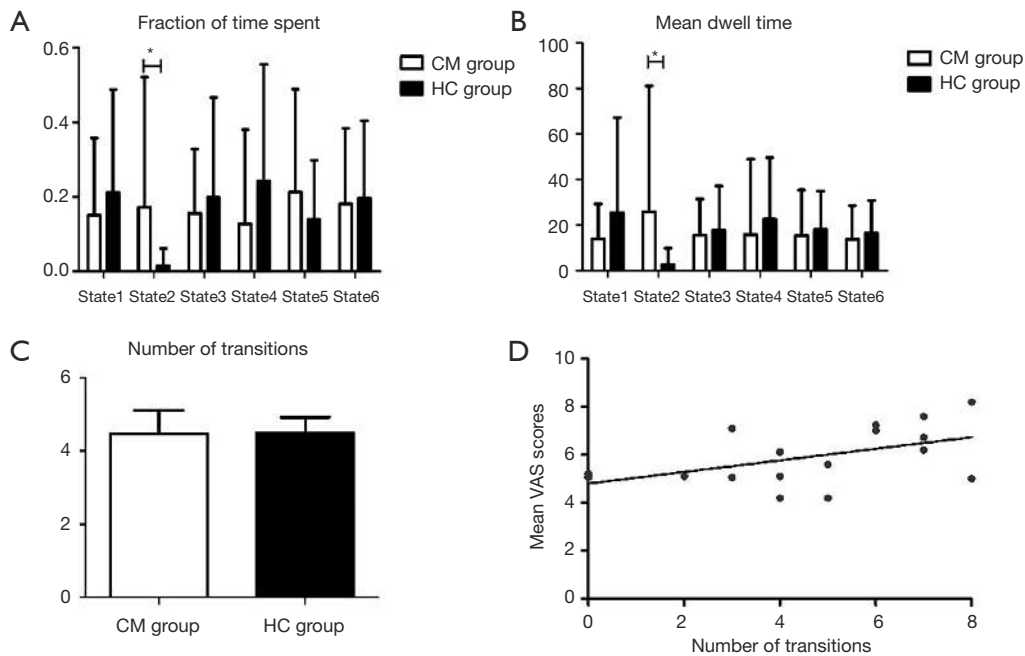 A
Fraction of time spent
0.6
0.4
0.2
0.0
*
CM group
HC group
State1 State2 State3 State4 State5 State6
B
Mean dwell time
100
80
60
40
20
0
*
CM group
HC group
State1 State2 State3 State4 State5 State6
C
Number of transitions
6
4
2
0
CM group HC group
D
Mean VAS scores
10
8
6
4
2
0
0 2 4 6 8
Number of transitions